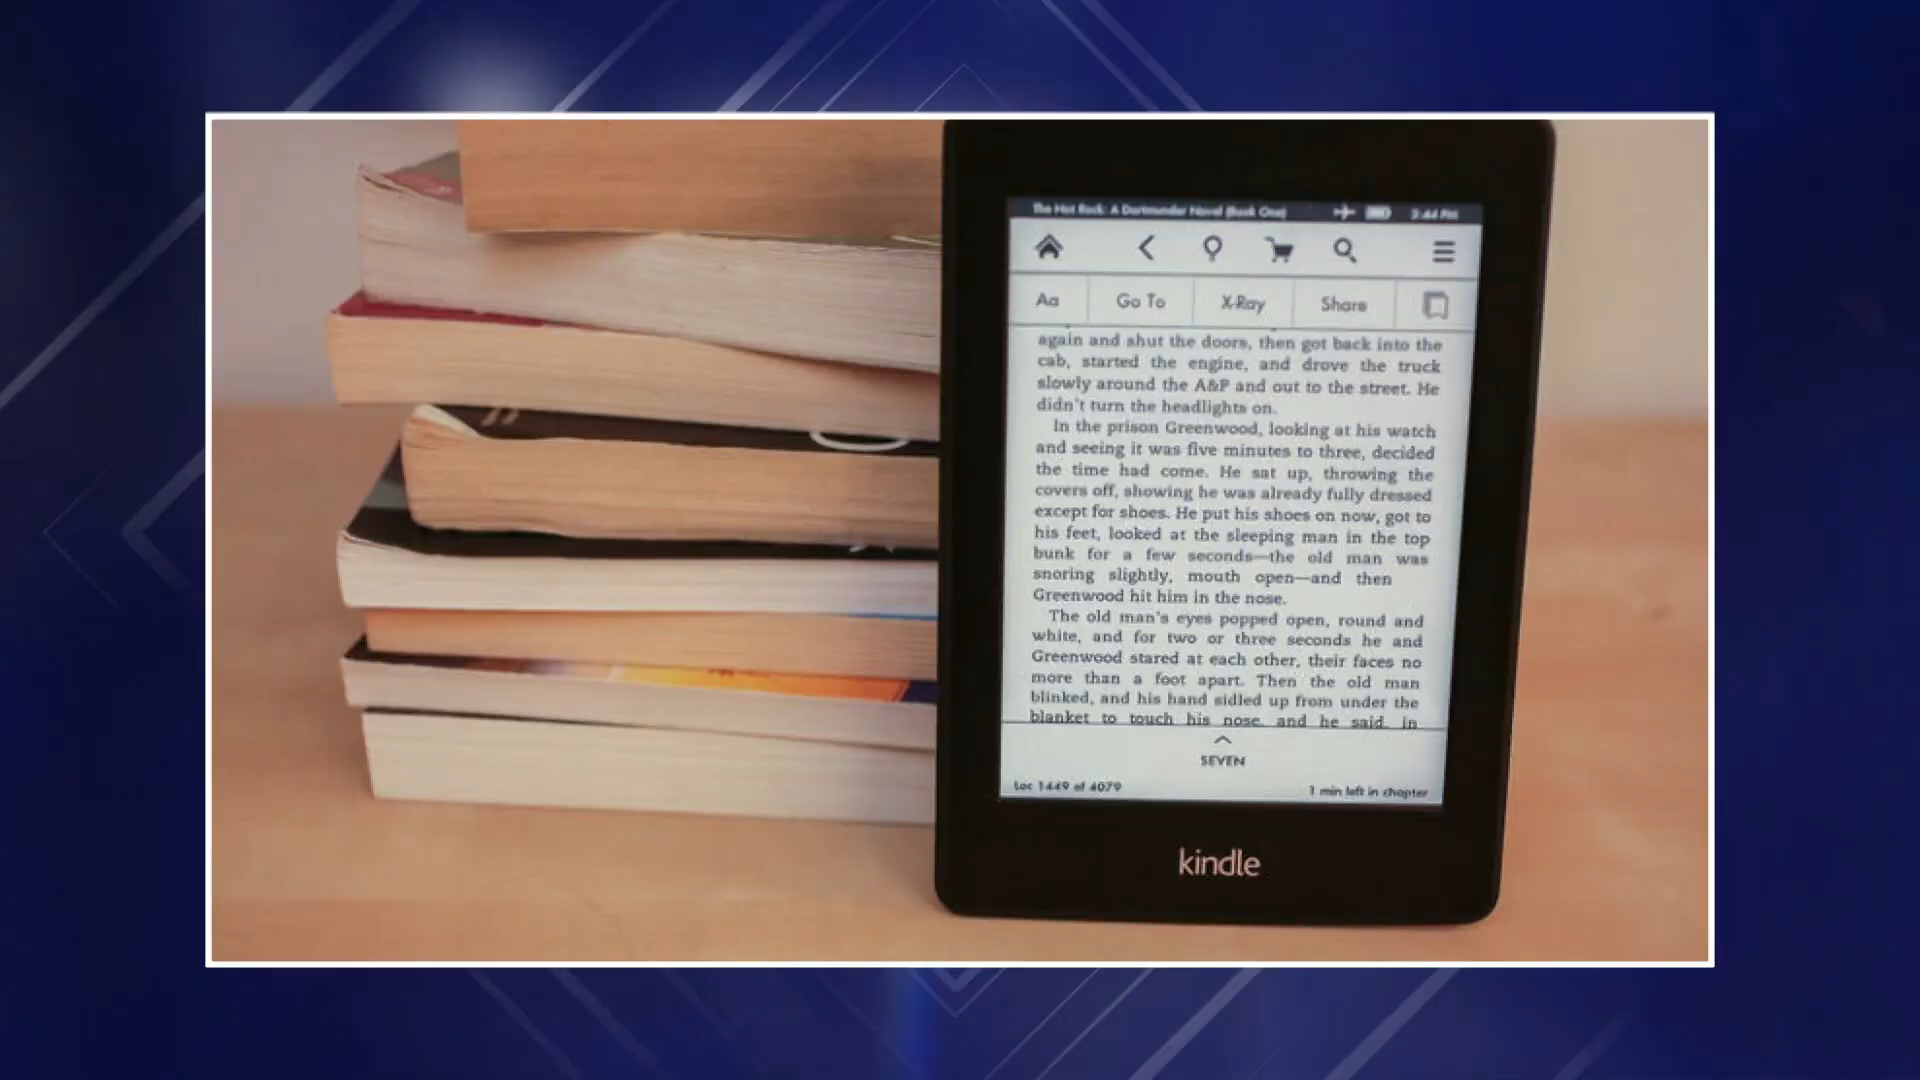 The Hot Rock: A Dortmunder Novel (Book One) 2:44 PM
Aa Go To X-Ray Share
again and shut the doors, then got back into the
cab, started the engine, and drove the truck
slowly around the A&P and out to the street. He
didn't turn the headlights on.
In the prison Greenwood, looking at his watch
and seeing it was five minutes to three, decided
the time had come. He sat up, throwing the
covers off, showing he was already fully dressed
except for shoes. He put his shoes on now, got to
his feet, looked at the sleeping man in the top
bunk for a few seconds—the old man was
snoring slightly, mouth open—and then
Greenwood hit him in the nose.
The old man's eyes popped open, round and
white, and for two or three seconds he and
Greenwood stared at each other, their faces no
more than a foot apart. Then the old man
blinked, and his hand sidled up from under the
blanket to touch his nose, and he said, in
SEVEN
Loc 1449 of 4079 1 min left in chapter
kindle